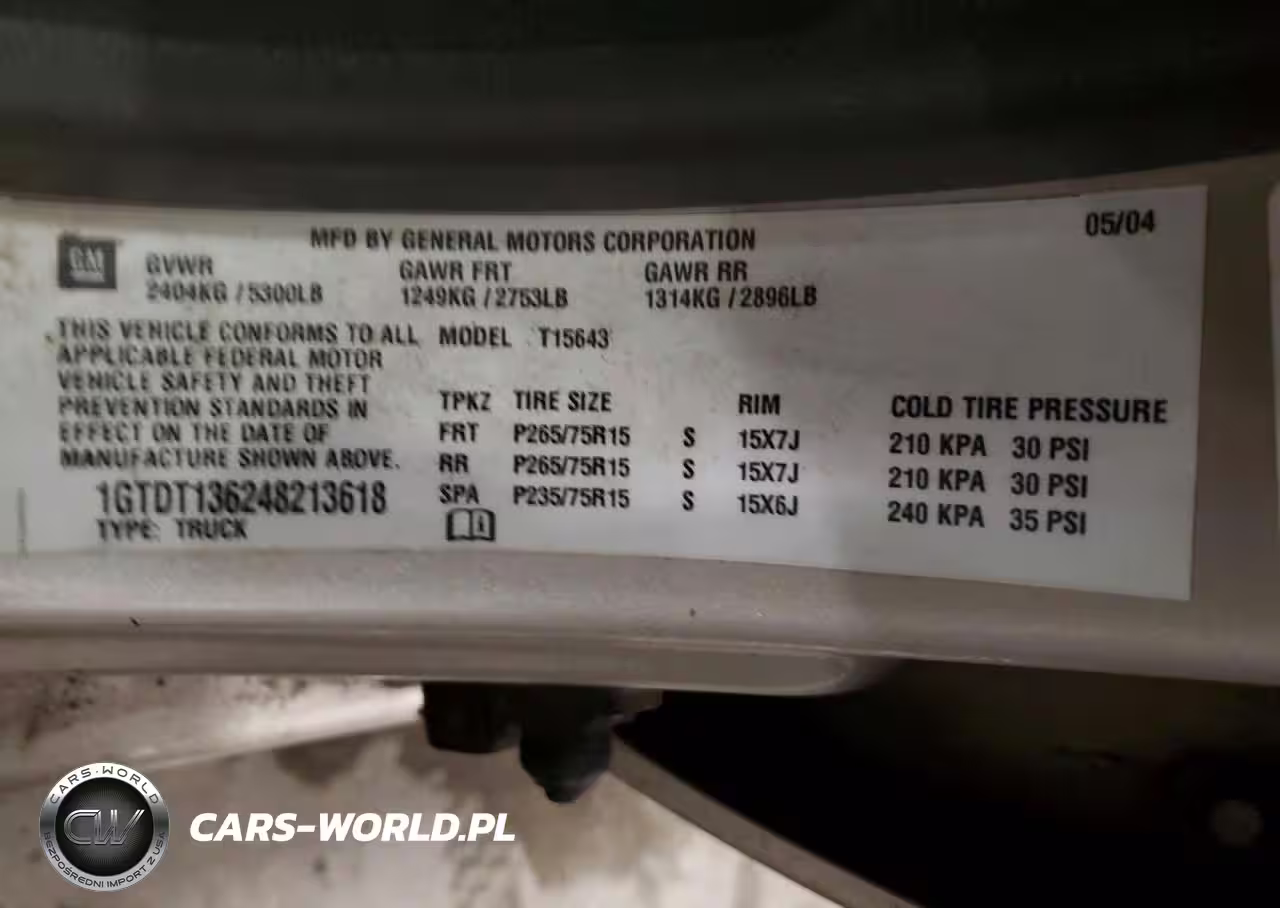 MFD BY GENERAL MOTORS CORPORATION
05/04
GM
GVWR
GAWR FRT
GAWR RR
2404KG / 5300LB
1249KG / 2753LB
1314KG / 2896LB
THIS VEHICLE CONFORMS TO ALL
APPLICABLE FEDERAL MOTOR
VEHICLE SAFETY AND THEFT
PREVENTION STANDARDS IN
EFFECT ON THE DATE OF
MANUFACTURE SHOWN ABOVE.
1GTDT136248213618
TYPE: TRUCK
MODEL T15643
TPKZ TIRE SIZE RIM COLD TIRE PRESSURE
FRT P265/75R15 S 15X7J 210 KPA 30 PSI
RR P265/75R15 S 15X7J 210 KPA 30 PSI
SPA P235/75R15 S 15X6J 240 KPA 35 PSI
CARS-WORLD
CW
BEZPOŚREDNI IMPORT Z USA
CARS-WORLD.PL